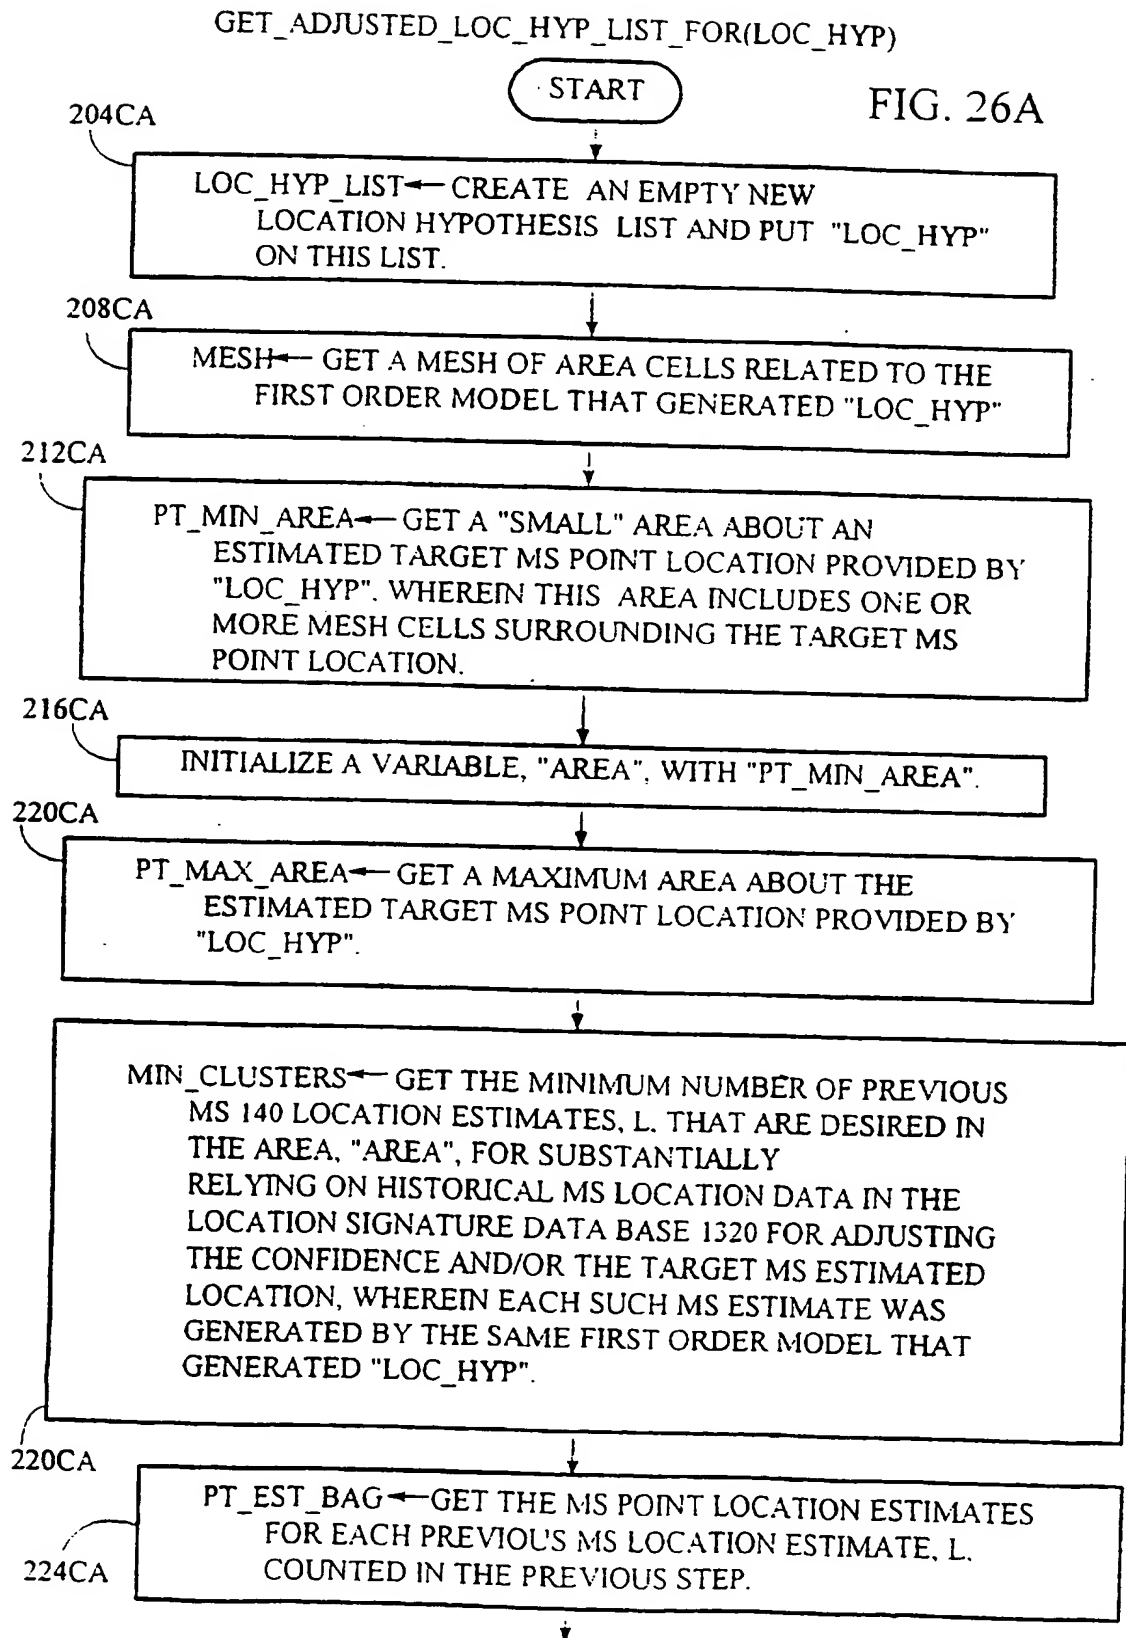 GET_ADJUSTED_LOC_HYP_LIST_FOR(LOC_HYP)
START
FIG. 26A
204CA
LOC_HYP_LIST← CREATE AN EMPTY NEW
LOCATION HYPOTHESIS LIST AND PUT "LOC_HYP"
ON THIS LIST.
208CA
MESH← GET A MESH OF AREA CELLS RELATED TO THE
FIRST ORDER MODEL THAT GENERATED "LOC_HYP"
212CA
PT_MIN_AREA← GET A "SMALL" AREA ABOUT AN
ESTIMATED TARGET MS POINT LOCATION PROVIDED BY
"LOC_HYP". WHEREIN THIS AREA INCLUDES ONE OR
MORE MESH CELLS SURROUNDING THE TARGET MS
POINT LOCATION.
216CA
INITIALIZE A VARIABLE, "AREA", WITH "PT_MIN_AREA".
220CA
PT_MAX_AREA← GET A MAXIMUM AREA ABOUT THE
ESTIMATED TARGET MS POINT LOCATION PROVIDED BY
"LOC_HYP".
MIN_CLUSTERS← GET THE MINIMUM NUMBER OF PREVIOUS
MS 140 LOCATION ESTIMATES, L. THAT ARE DESIRED IN
THE AREA, "AREA", FOR SUBSTANTIALLY
RELYING ON HISTORICAL MS LOCATION DATA IN THE
LOCATION SIGNATURE DATA BASE 1320 FOR ADJUSTING
THE CONFIDENCE AND/OR THE TARGET MS ESTIMATED
LOCATION, WHEREIN EACH SUCH MS ESTIMATE WAS
GENERATED BY THE SAME FIRST ORDER MODEL THAT
GENERATED "LOC_HYP".
220CA
PT_EST_BAG←GET THE MS POINT LOCATION ESTIMATES
FOR EACH PREVIOUS MS LOCATION ESTIMATE, L.
COUNTED IN THE PREVIOUS STEP.
224CA